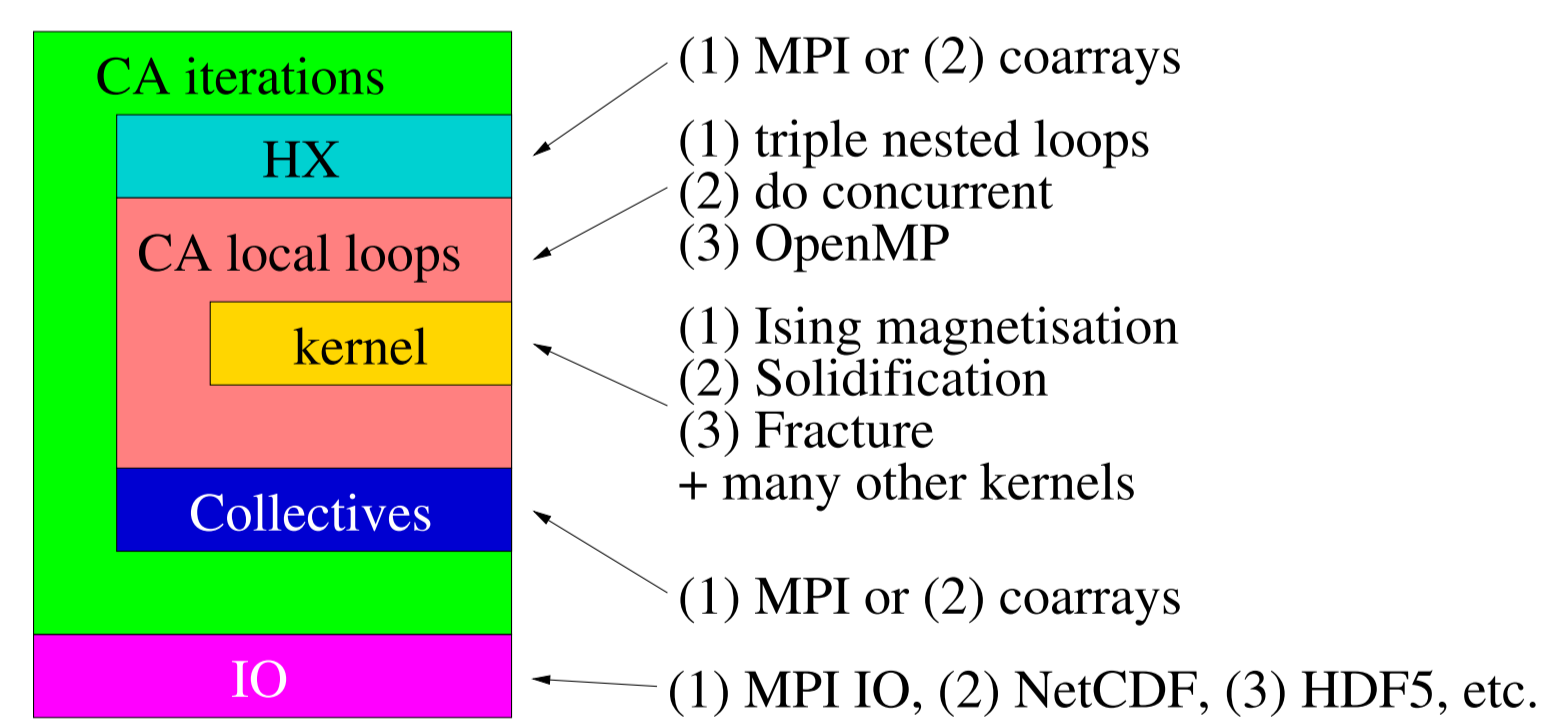 CA iterations
HX
CA local loops
kernel
Collectives
IO
(1) MPI or (2) coarrays
(1) triple nested loops
(2) do concurrent
(3) OpenMP
(1) Ising magnetisation
(2) Solidification
(3) Fracture
+ many other kernels
(1) MPI or (2) coarrays
(1) MPI IO, (2) NetCDF, (3) HDF5, etc.